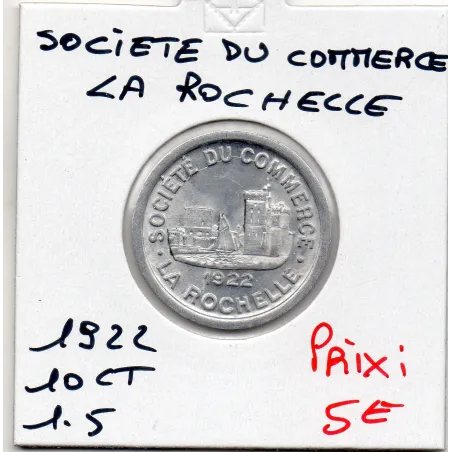 SOCIETE DU COMMERCE
LA ROCHELLE
SOCIÉTÉ DU COMMERCE
1922
LA ROCHELLE
1922
10 CT
1.5
PRIX:
5E